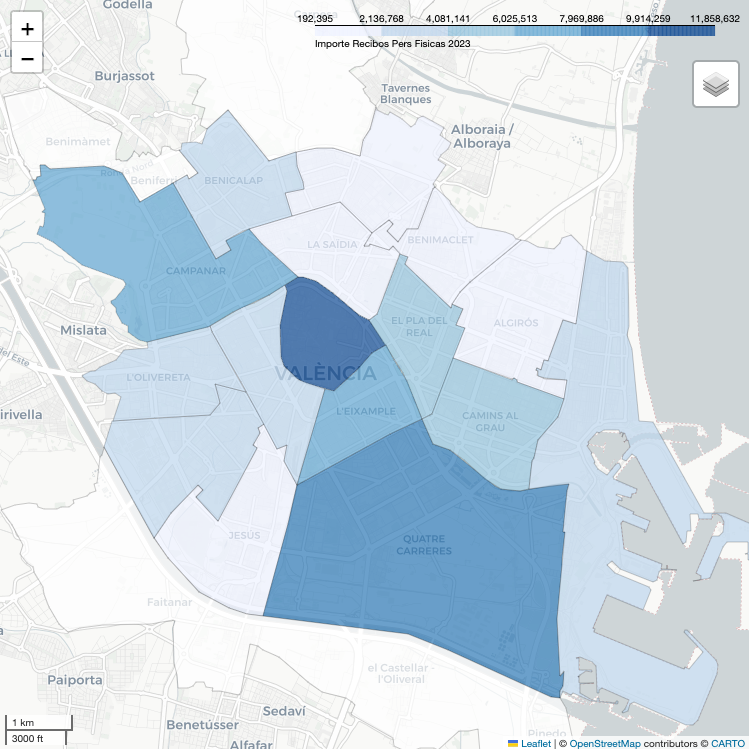 Godella
192,395 2,136,768 4,081,141 6,025,513 7,969,886 9,914,259 11,858,632
+
−
Importe Recibos Pers Fisicas 2023
Burjassot
Tavernes
Blanques
Alboraia /
Alboraya
Benimàmet
Beniferri
BENICALAP
LA SAÏDIA
BENIMACLET
CAMPANAR
EL PLA DEL
REAL
ALGIRÓS
Mislata
VALÈNCIA
L'OLIVERETA
L'EIXAMPLE
CAMINS AL
GRAU
irivella
JESÚS
QUATRE
CARRERES
Faitanar
el Castellar -
l'Oliveral
Paiporta
Sedaví
Benetússer
Alfafar
Pinedo
1 km
3000 ft
Leaflet | © OpenStreetMap contributors © CARTO